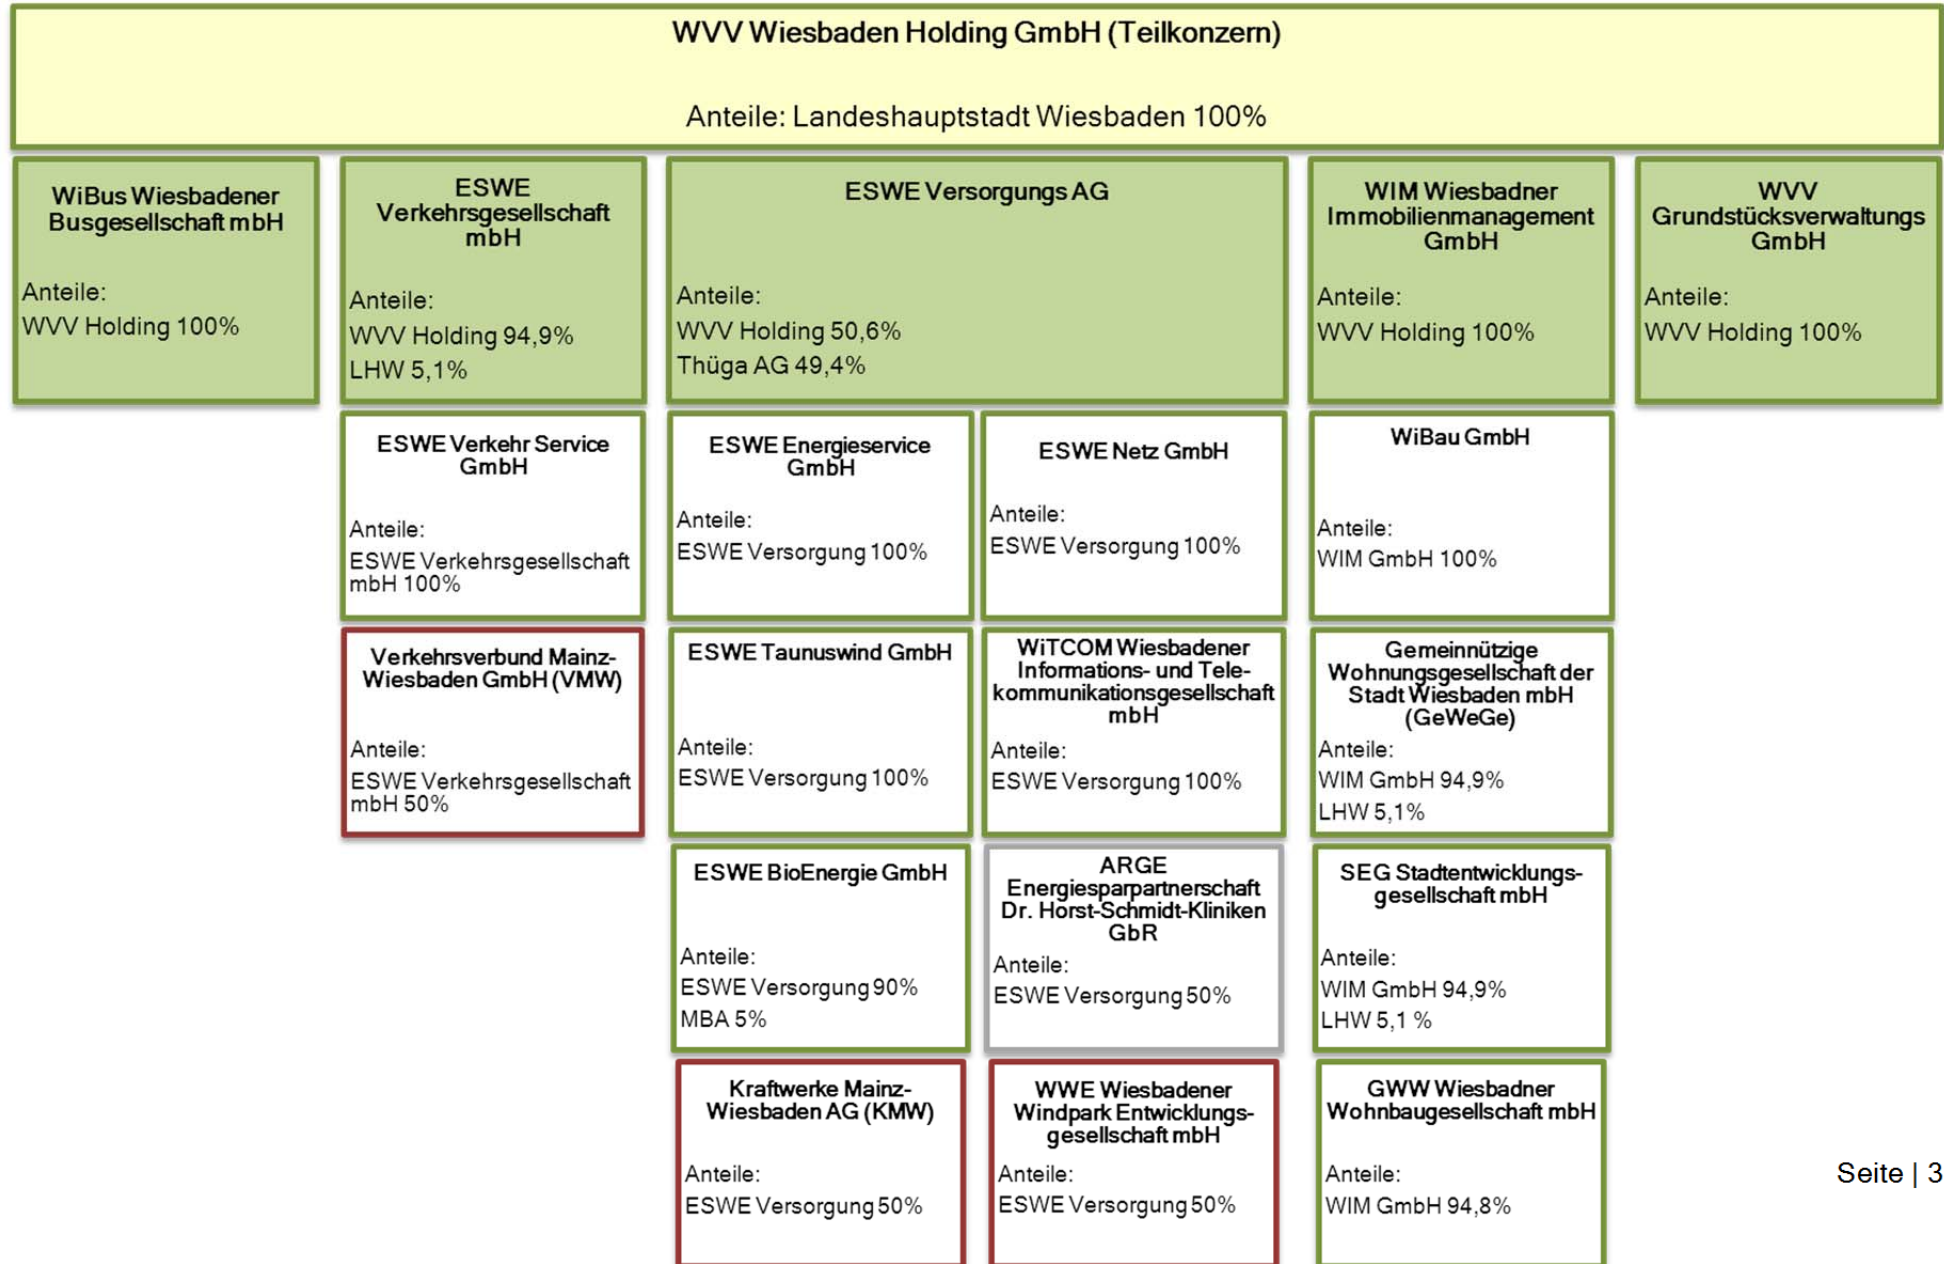 WVV Wiesbaden Holding GmbH (Teilkonzern)
Anteile: Landeshauptstadt Wiesbaden 100%
WiBus Wiesbadener
Busgesellschaft mbH
Anteile:
WVV Holding 100%
ESWE
Verkehrsgesellschaft
mbH
Anteile:
WVV Holding 94,9%
LHW 5,1%
ESWE Versorgungs AG
Anteile:
WVV Holding 50,6%
Thüga AG 49,4%
WIM Wiesbadner
Immobilienmanagement
GmbH
Anteile:
WVV Holding 100%
WVV
Grundstücksverwaltungs
GmbH
Anteile:
WVV Holding 100%
ESWE Verkehr Service
GmbH
Anteile:
ESWE Verkehrsgesellschaft
mbH 100%
ESWE Energieservice
GmbH
Anteile:
ESWE Versorgung 100%
ESWE Netz GmbH
Anteile:
ESWE Versorgung 100%
WiBau GmbH
Anteile:
WIM GmbH 100%
Verkehrsverbund Mainz-
Wiesbaden GmbH (VMW)
Anteile:
ESWE Verkehrsgesellschaft
mbH 50%
ESWE Taunuswind GmbH
Anteile:
ESWE Versorgung 100%
WiTCOM Wiesbadener
Informations- und Tele-
kommunikationsgesellschaft
mbH
Anteile:
ESWE Versorgung 100%
Gemeinnützige
Wohnungsgesellschaft der
Stadt Wiesbaden mbH
(GeWeGe)
Anteile:
WIM GmbH 94,9%
LHW 5,1%
ESWE BioEnergie GmbH
Anteile:
ESWE Versorgung 90%
MBA 5%
ARGE
Energiesparpartnerschaft
Dr. Horst-Schmidt-Kliniken
GbR
Anteile:
ESWE Versorgung 50%
SEG Stadtentwicklungs-
gesellschaft mbH
Anteile:
WIM GmbH 94,9%
LHW 5,1 %
Kraftwerke Mainz-
Wiesbaden AG (KMW)
Anteile:
ESWE Versorgung 50%
WWE Wiesbadener
Windpark Entwicklungs-
gesellschaft mbH
Anteile:
ESWE Versorgung 50%
GWW Wiesbadner
Wohnbaugesellschaft mbH
Anteile:
WIM GmbH 94,8%
Seite | 3